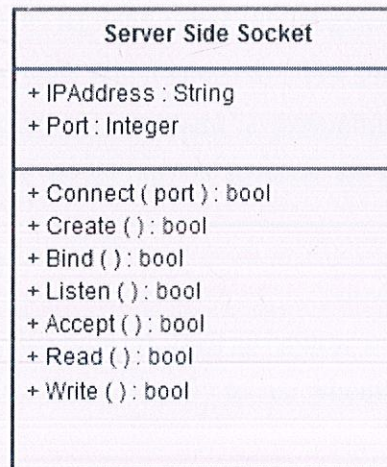 Server Side Socket
+ IPAddress : String
+ Port : Integer
+ Connect ( port ) : bool
+ Create ( ) : bool
+ Bind ( ) : bool
+ Listen ( ) : bool
+ Accept ( ) : bool
+ Read ( ) : bool
+ Write ( ) : bool